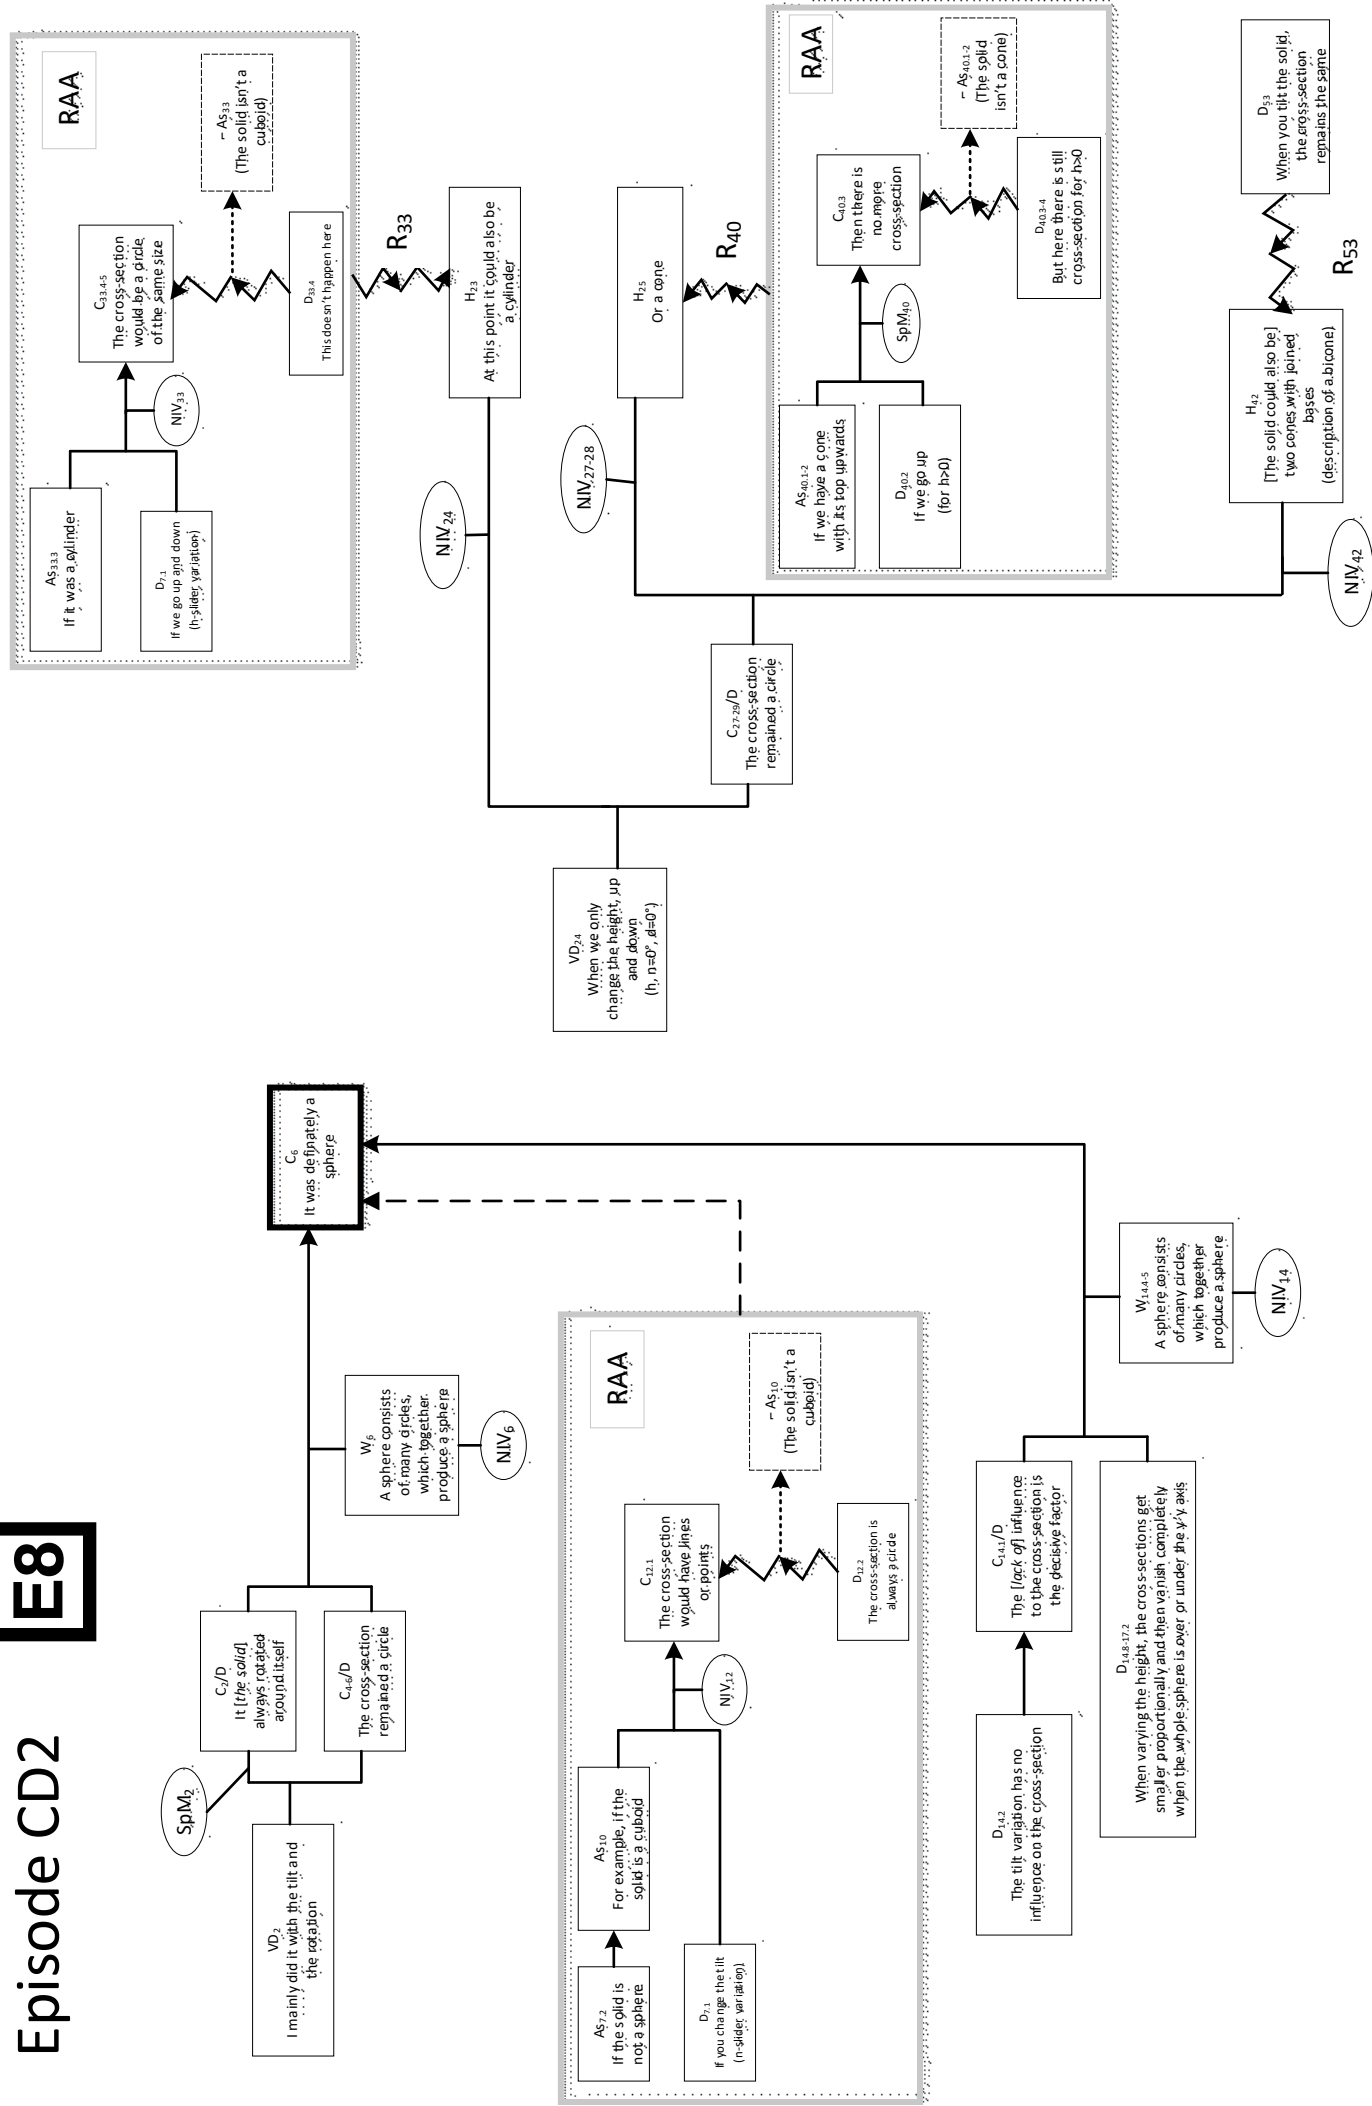 Episode CD2
E8
SpM2
VD2
I mainly did it with the tilt and
the rotation
C2/D
It [the solid]
always rotated
around itself
C4-6/D
The cross-section
remained a circle
W6
A sphere consists
of many circles,
which together
produce a sphere
NIV6
C6
It was definately a
sphere
RAA
As7.2
If the solid is
not a sphere
As10
For example, if the
solid is a cuboid
D7.1
If you change the tilt
(n-slider variation)
NIV12
C12.1
The cross-section
would have lines
or points
D12.2
The cross-section is
always a circle
¬ As10
(The solid isn't a
cuboid)
D14.2
The tilt variation has no
influence on the cross-section
C14.1/D
The [lack of] influence
to the cross-section is
the decisive factor
D14.8-17.2
When varying the height, the cross-sections get
smaller proportionally and then vanish completely
when the whole sphere is over or under the y/y axis
W14.4-5
A sphere consists
of many circles,
which together
produce a sphere
NIV14
VD24
When we only
change the height, up
and down
(h, n=0°, d=0°)
C27-29/D
The cross-section
remained a circle
NIV24
NIV27-28
NIV42
H23
At this point it could also be
a cylinder
H25
Or a cone
H42
[The solid could also be]
two cones with joined
bases
(description of a bicone)
RAA
As33.3
If it was a cylinder
D7.1
If we go up and down
(h-slider variation)
NIV33
C33.4-5
The cross-section
would be a circle
of the same size
D33.4
This doesn't happen here
¬ As33
(The solid isn't a
cuboid)
R33
R40
RAA
As40.1-2
If we have a cone
with its top upwards
D40.2
If we go up
(for h>0)
SpM40
C40.3
Then there is
no more
cross-section
D40.3-4
But here there is still
cross-section for h>0
¬ As40.1-2
(The solid
isn't a cone)
D53
When you tilt the solid,
the cross-section
remains the same
R53